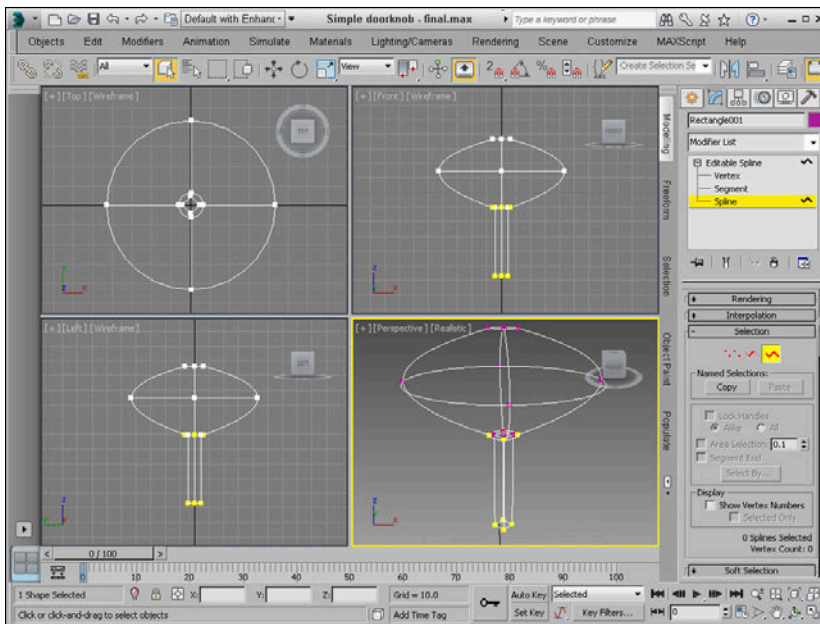 Default with Enhanc
Simple doorknob - final.max
Type a keyword or phrase
Objects Edit Modifiers Animation Simulate Materials Lighting/Cameras Rendering Scene Customize MAXScript Help
All
View
Create Selection Se
[+][Top][Wireframe]
TOP
[+][Front][Wireframe]
FRONT
[+][Left][Wireframe]
LEFT
[+][Perspective][Realistic]
FRONT
Modeling
Freeform
Selection
Object Paint
Populate
Rectangle001
Modifier List
Editable Spline
Vertex
Segment
Spline
+ Rendering
+ Interpolation
- Selection
Named Selections:
Copy Paste
Lock Handles
Alike All
Area Selection: 0.1
Segment End
Select By...
Display
Show Vertex Numbers
Selected Only
0 Splines Selected
Vertex Count: 0
+ Soft Selection
< 0 / 100 >
0 10 20 30 40 50 60 70 80 90 100
1 Shape Selected
X: Y: Z:
Grid = 10.0
Auto Key Selected
Click or click-and-drag to select objects
Add Time Tag
Set Key Key Filters...
0